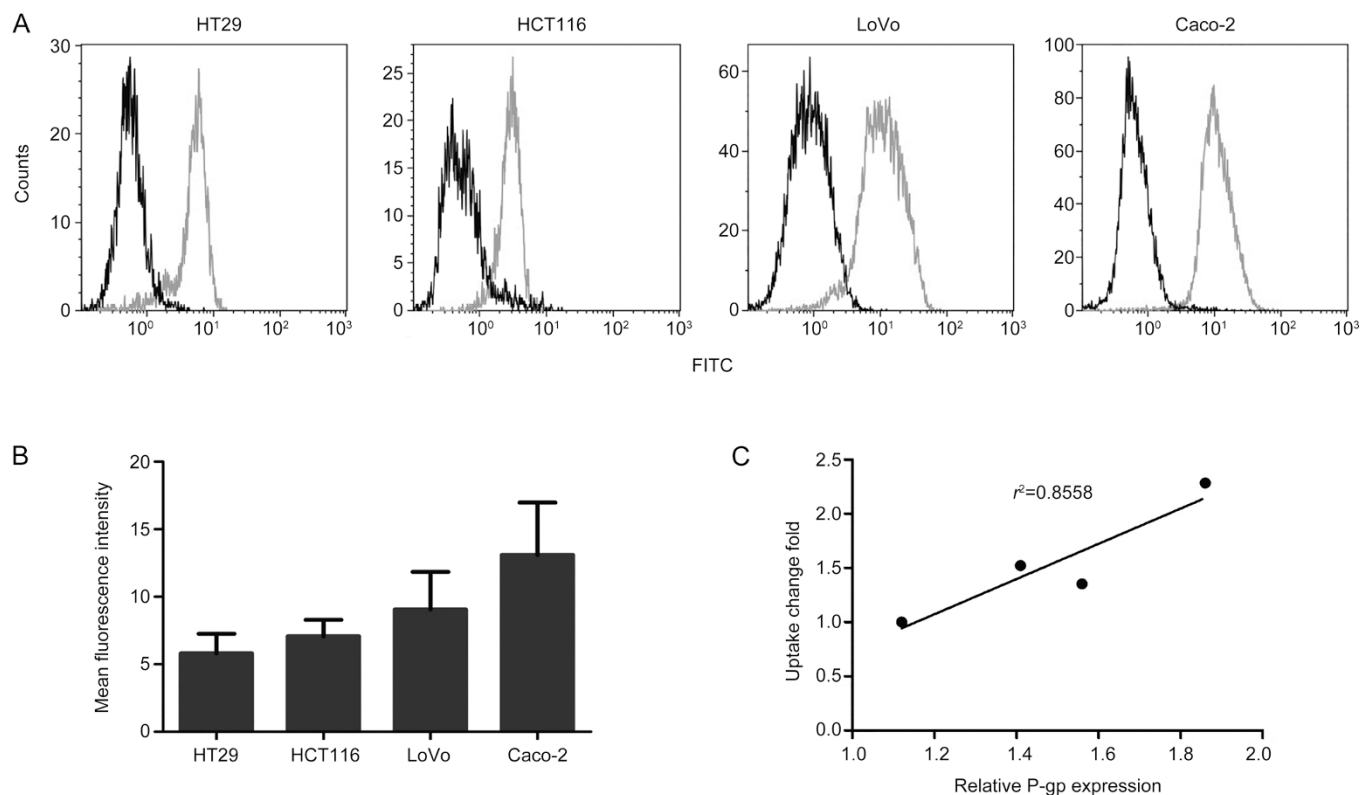 A
HT29
HCT116
LoVo
Caco-2
Counts
30
20
10
0
10⁰ 10¹ 10² 10³
25
20
15
10
5
0
10⁰ 10¹ 10² 10³
60
40
20
0
10⁰ 10¹ 10² 10³
100
80
60
40
20
0
10⁰ 10¹ 10² 10³
FITC
B
Mean fluorescence intensity
20
15
10
5
0
HT29 HCT116 LoVo Caco-2
C
Uptake change fold
2.5
2.0
1.5
1.0
0.5
0.0
r²=0.8558
1.0 1.2 1.4 1.6 1.8 2.0
Relative P-gp expression